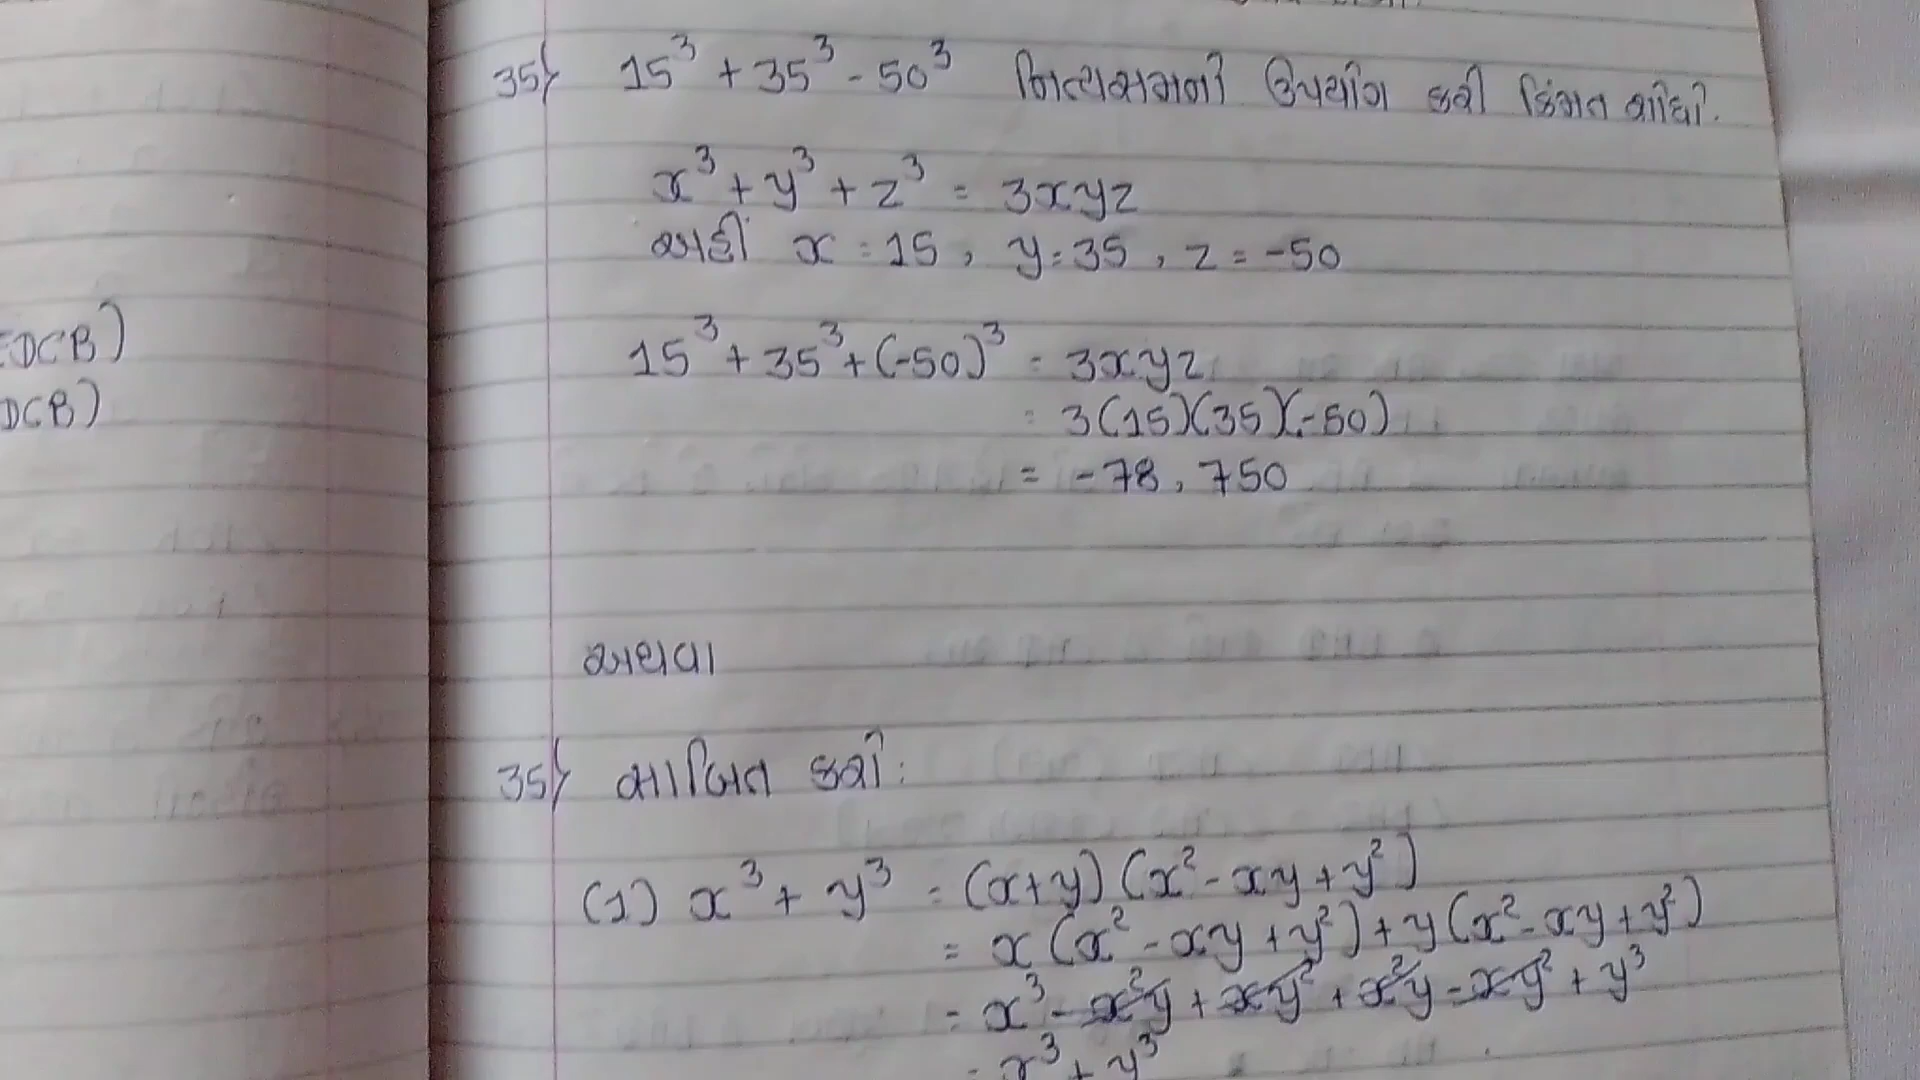 DCB)
DCB)
35) 15³ + 35³ - 50³ નિત્યસમનો ઉપયોગ કરી કિંમત શોધો.
x³ + y³ + z³ = 3xyz
અહીં x = 15, y = 35, z = -50
15³ + 35³ + (-50)³ = 3xyz
= 3(15)(35)(-50)
= -78,750
અથવા
35) સાબિત કરો:
(1) x³ + y³ = (x+y) (x² - xy + y²)
= x (x² - xy + y²) + y (x² - xy + y²)
= x³ - x²y + xy² + x²y - xy² + y³
= x³ + y³